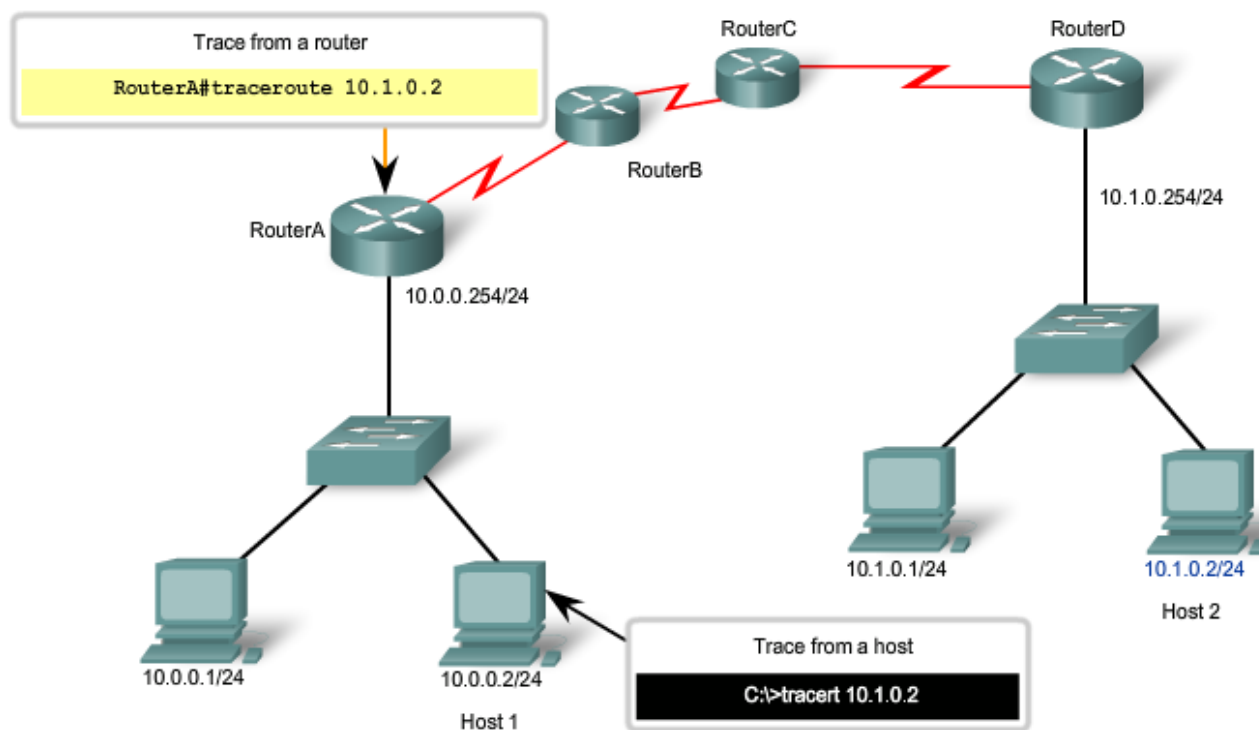 Trace from a router
RouterA#traceroute 10.1.0.2
RouterC
RouterD
RouterB
RouterA
10.1.0.254/24
10.0.0.254/24
10.1.0.1/24
10.1.0.2/24
Host 2
10.0.0.1/24
10.0.0.2/24
Host 1
Trace from a host
C:\>tracert 10.1.0.2